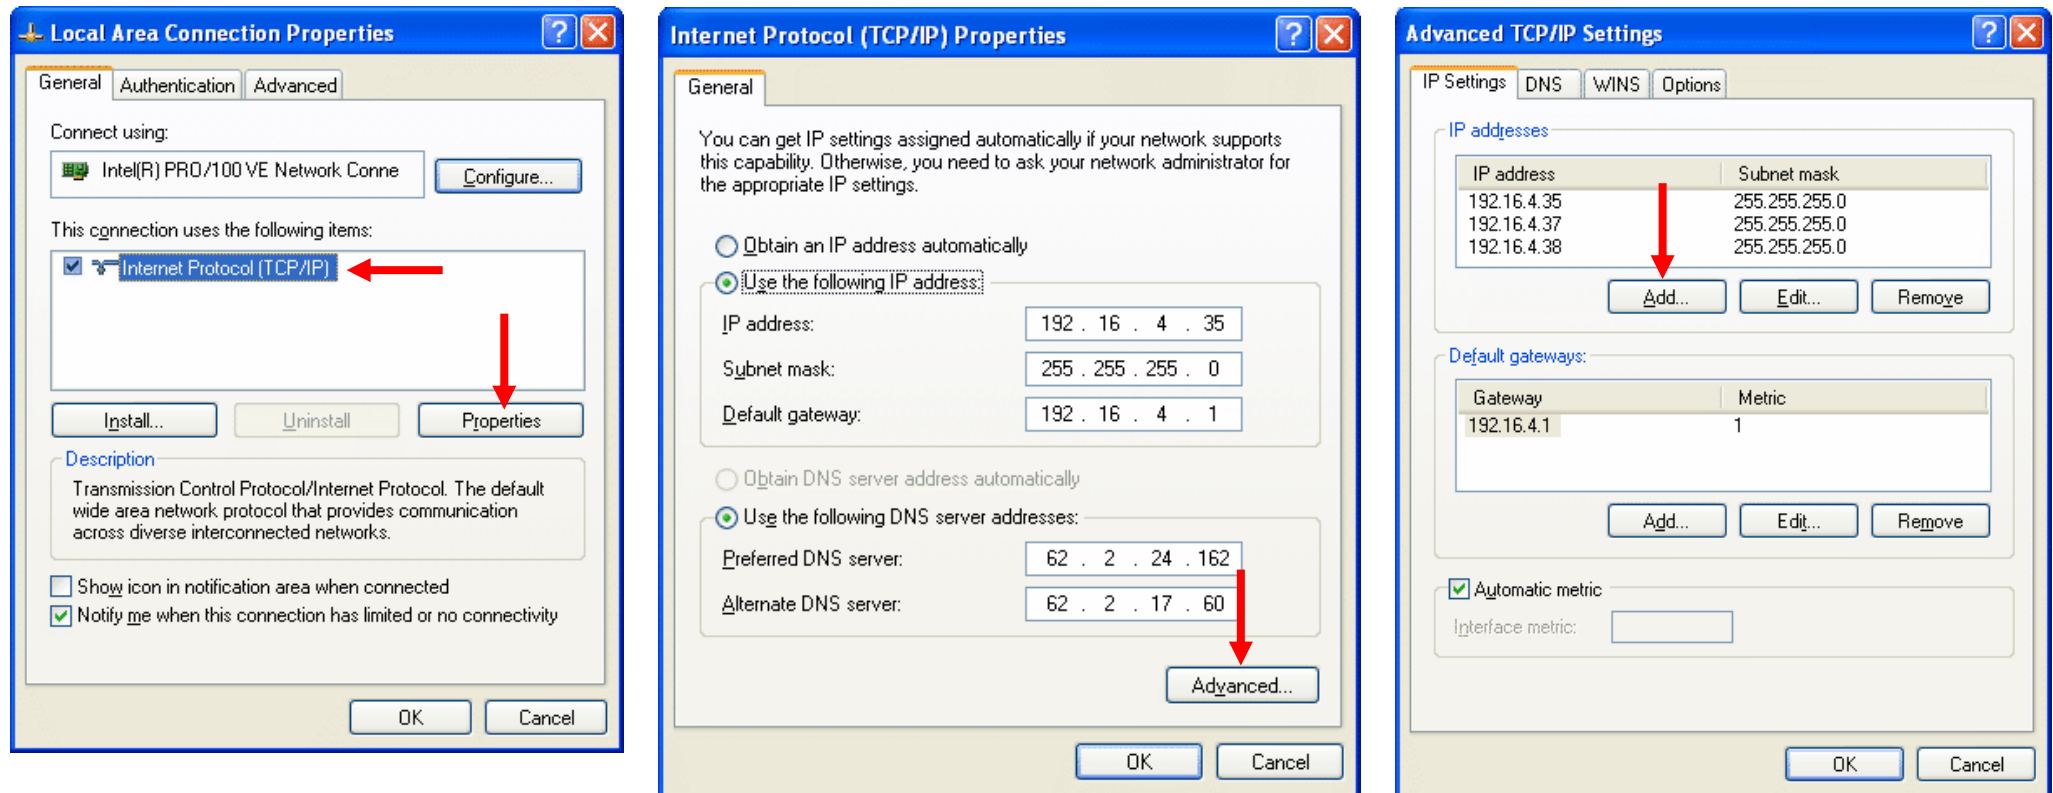 Local Area Connection Properties
General
Authentication
Advanced
Connect using:
Intel(R) PRO/100 VE Network Conne
Configure...
This connection uses the following items:
Internet Protocol (TCP/IP)
Install...
Uninstall
Properties
Description
Transmission Control Protocol/Internet Protocol. The default
wide area network protocol that provides communication
across diverse interconnected networks.
Show icon in notification area when connected
Notify me when this connection has limited or no connectivity
OK
Cancel
Internet Protocol (TCP/IP) Properties
General
You can get IP settings assigned automatically if your network supports
this capability. Otherwise, you need to ask your network administrator for
the appropriate IP settings.
Obtain an IP address automatically
Use the following IP address:
IP address:
192 . 16 . 4 . 35
Subnet mask:
255 . 255 . 255 . 0
Default gateway:
192 . 16 . 4 . 1
Obtain DNS server address automatically
Use the following DNS server addresses:
Preferred DNS server:
62 . 2 . 24 . 162
Alternate DNS server:
62 . 2 . 17 . 60
Advanced...
OK
Cancel
Advanced TCP/IP Settings
IP Settings
DNS
WINS
Options
IP addresses
IP address
Subnet mask
192.16.4.35 255.255.255.0
192.16.4.37 255.255.255.0
192.16.4.38 255.255.255.0
Add...
Edit...
Remove
Default gateways:
Gateway
Metric
192.16.4.1 1
Add...
Edit...
Remove
Automatic metric
Interface metric:
OK
Cancel